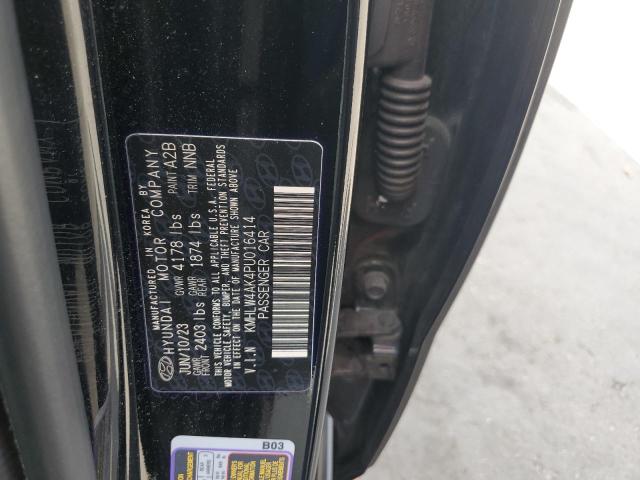 MANUFACTURED IN KOREA BY
HYUNDAI MOTOR COMPANY
JUN/10/23 GVWR 4178 lbs PAINT A2B
GAWR FRONT 2403 lbs GAWR REAR 1874 lbs TRIM NNB
THIS VEHICLE CONFORMS TO ALL APPLICABLE U.S.A. FEDERAL
MOTOR VEHICLE SAFETY, BUMPER, AND THEFT PREVENTION STANDARDS
IN EFFECT ON THE DATE OF MANUFACTURE SHOWN ABOVE
V.I.N : KMHLW4AK4PU016414
PASSENGER CAR
B03